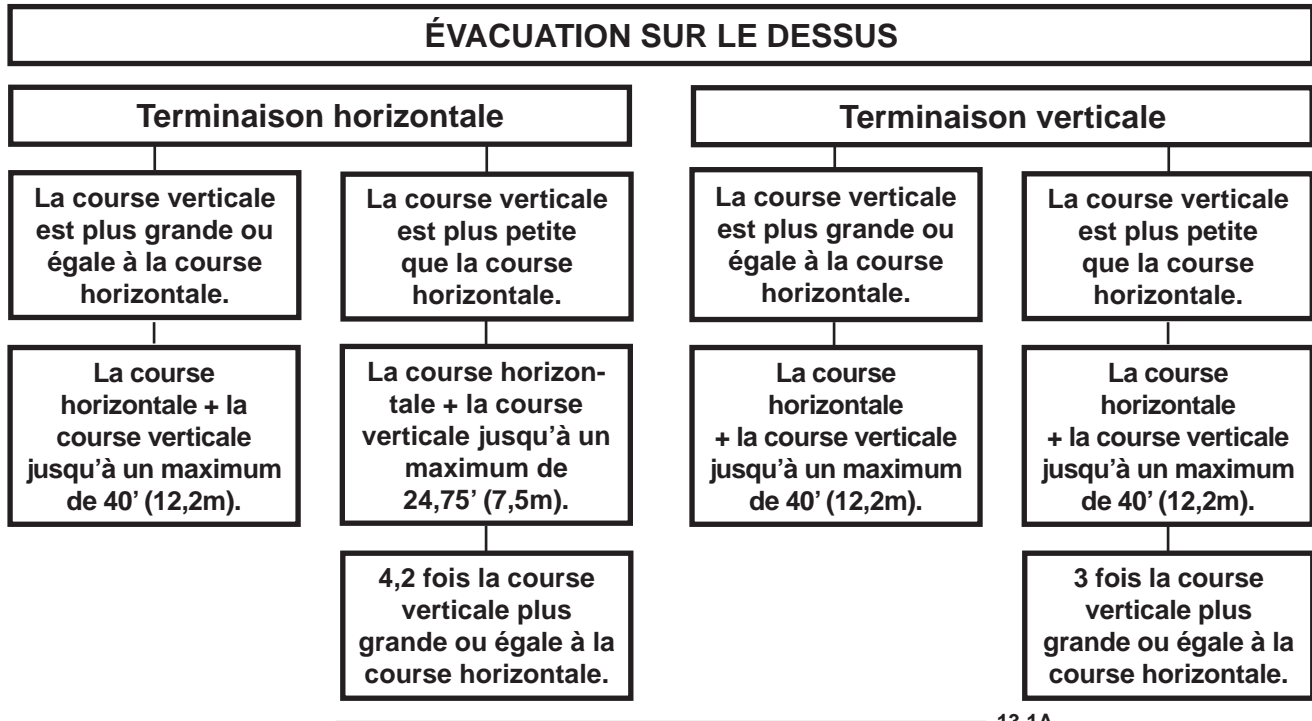 ÉVACUATION SUR LE DESSUS
Terminaison horizontale
La course verticale
est plus grande ou
égale à la course
horizontale.
La course
horizontale + la
course verticale
jusqu’à un maximum
de 40’ (12,2m).
La course verticale
est plus petite
que la course
horizontale.
La course horizon-
tale + la course
verticale jusqu’à un
maximum de
24,75’ (7,5m).
4,2 fois la course
verticale plus
grande ou égale à la
course horizontale.
Terminaison verticale
La course verticale
est plus grande ou
égale à la course
horizontale.
La course
horizontale
+ la course verticale
jusqu’à un maximum
de 40’ (12,2m).
La course verticale
est plus petite
que la course
horizontale.
La course
horizontale
+ la course verticale
jusqu’à un maximum
de 40’ (12,2m).
3 fois la course
verticale plus
grande ou égale à la
course horizontale.
13-1A